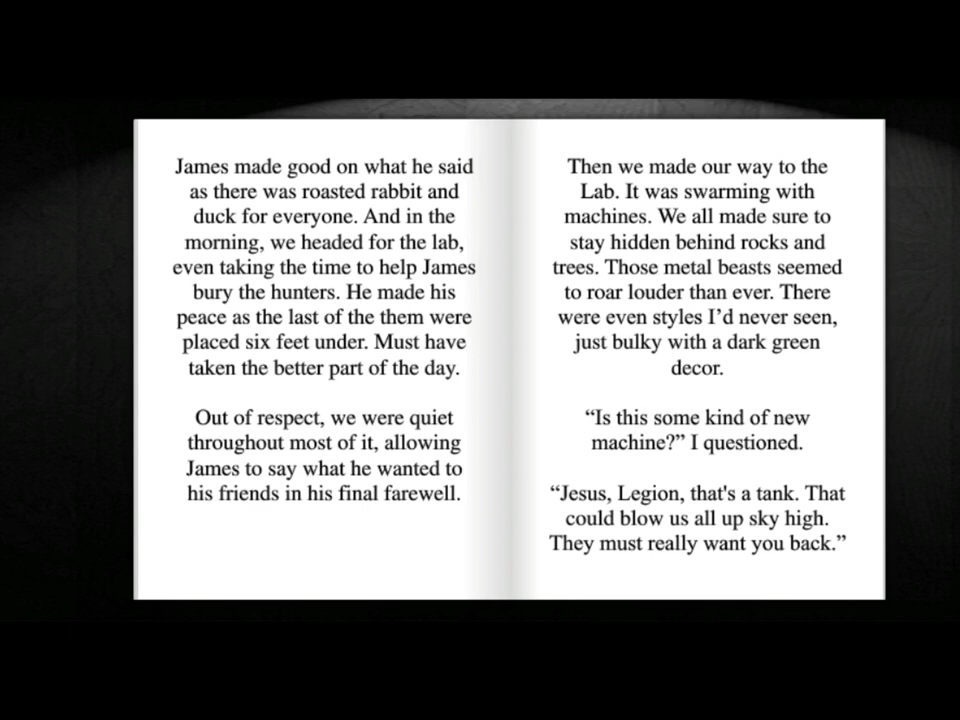 James made good on what he said
as there was roasted rabbit and
duck for everyone. And in the
morning, we headed for the lab,
even taking the time to help James
bury the hunters. He made his
peace as the last of the them were
placed six feet under. Must have
taken the better part of the day.
Out of respect, we were quiet
throughout most of it, allowing
James to say what he wanted to
his friends in his final farewell.
Then we made our way to the
Lab. It was swarming with
machines. We all made sure to
stay hidden behind rocks and
trees. Those metal beasts seemed
to roar louder than ever. There
were even styles I’d never seen,
just bulky with a dark green
decor.
“Is this some kind of new
machine?” I questioned.
“Jesus, Legion, that's a tank. That
could blow us all up sky high.
They must really want you back.”